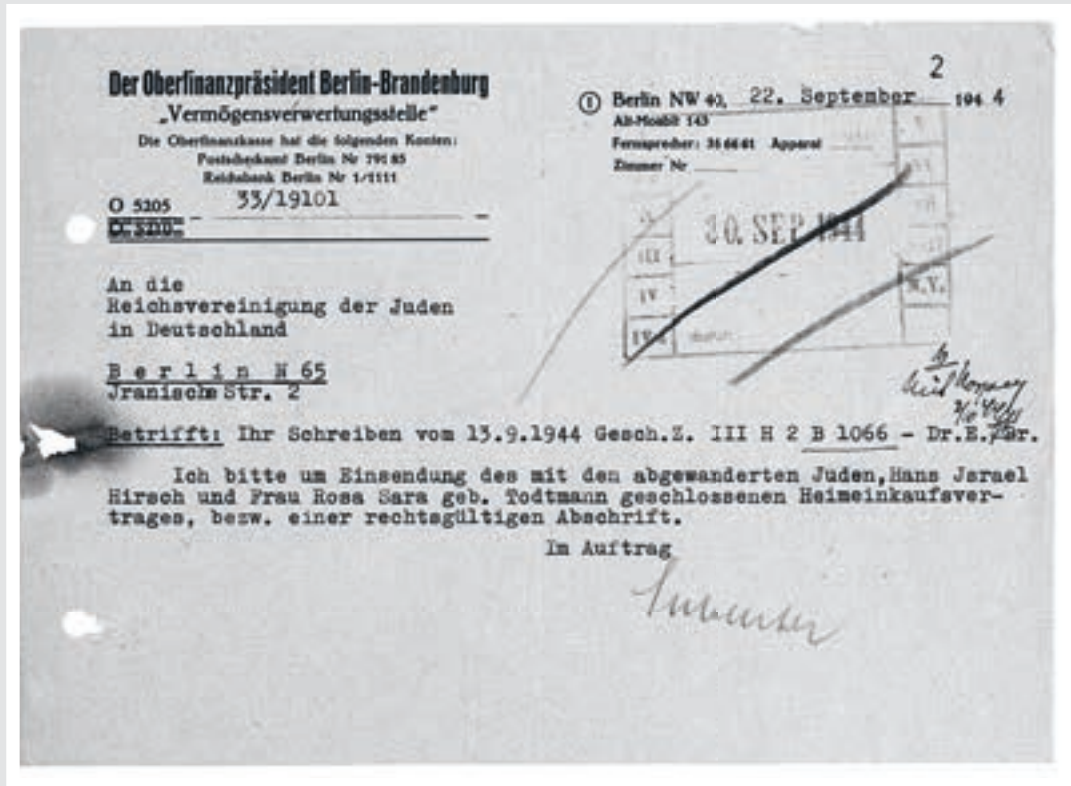 2
Der Oberfinanzpräsident Berlin-Brandenburg
„Vermögensverwertungsstelle“
Die Oberfinanzkasse hat die folgenden Konten:
Postscheckamt Berlin Nr 791 85
Reichsbank Berlin Nr 1/1111
O 5205 – 33/19101 –
① Berlin NW 40, 22. September 1944
Alt-Moabit 143
Fernsprecher: 35 66 81 Apparat
Zimmer Nr
30. SEP. 1944
An die
Reichsvereinigung der Juden
in Deutschland
Berlin N 65
Jranische Str. 2
Betrifft: Ihr Schreiben vom 13.9.1944 Gesch.Z. III H 2 B 1066 – Dr.E./Br.
Ich bitte um Einsendung des mit den abgewanderten Juden, Hans Jsrael
Hirsch und Frau Rosa Sara geb. Todtmann geschlossenen Heimeinkaufsver-
trages, bezw. einer rechtsgültigen Abschrift.
Im Auftrag